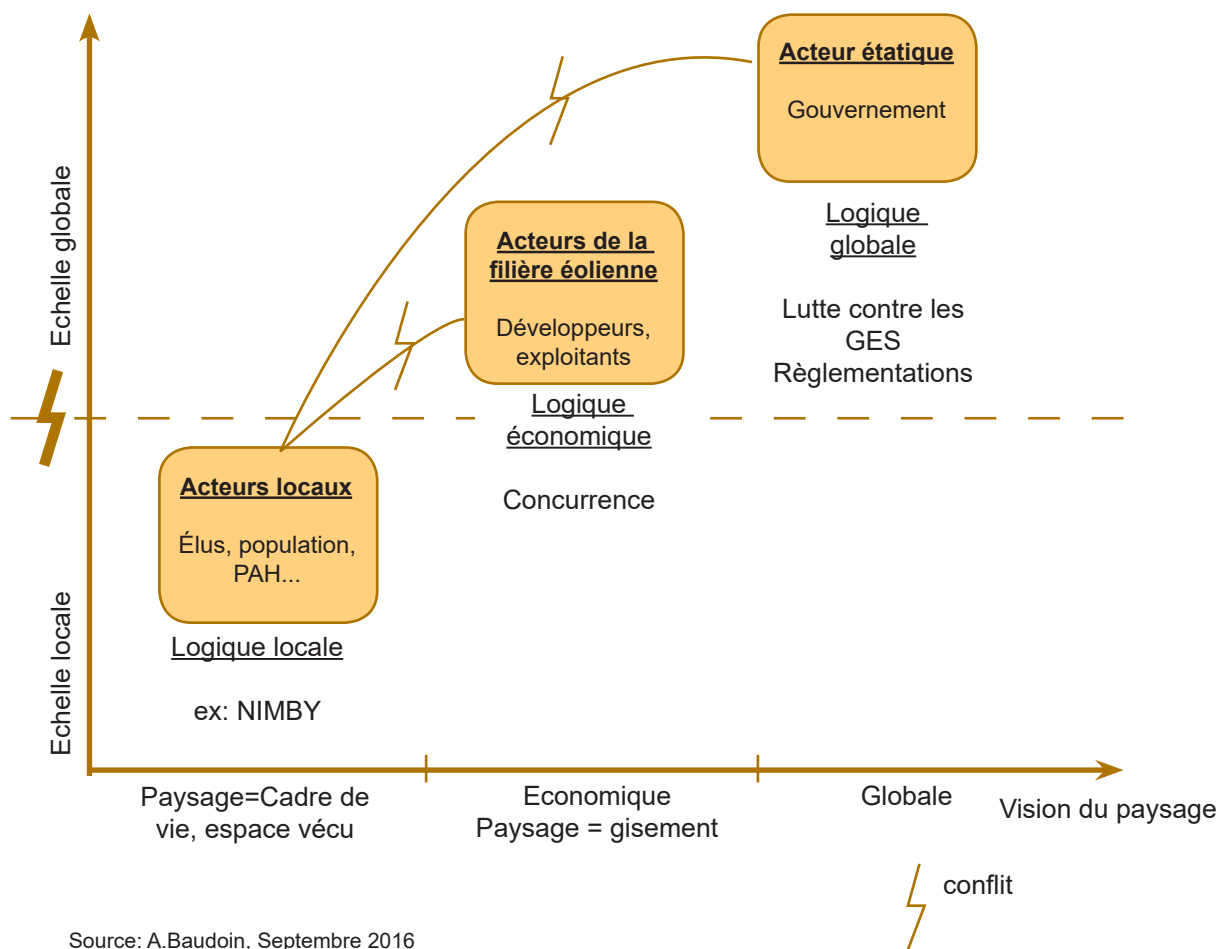 Acteur étatique
Gouvernement
Logique
globale
Lutte contre les
GES
Règlementations
Acteurs de la
filière éolienne
Développeurs,
exploitants
Logique
économique
Concurrence
Acteurs locaux
Élus, population,
PAH...
Logique locale
ex: NIMBY
Echelle globale
Echelle locale
Paysage=Cadre de
vie, espace vécu
Economique
Paysage = gisement
Globale
Vision du paysage
conflit
Source: A.Baudoin, Septembre 2016